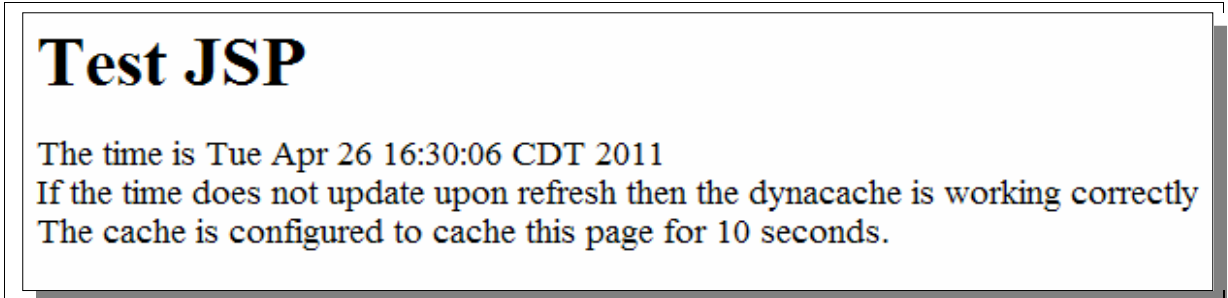 Test JSP
The time is Tue Apr 26 16:30:06 CDT 2011
If the time does not update upon refresh then the dynacache is working correctly
The cache is configured to cache this page for 10 seconds.